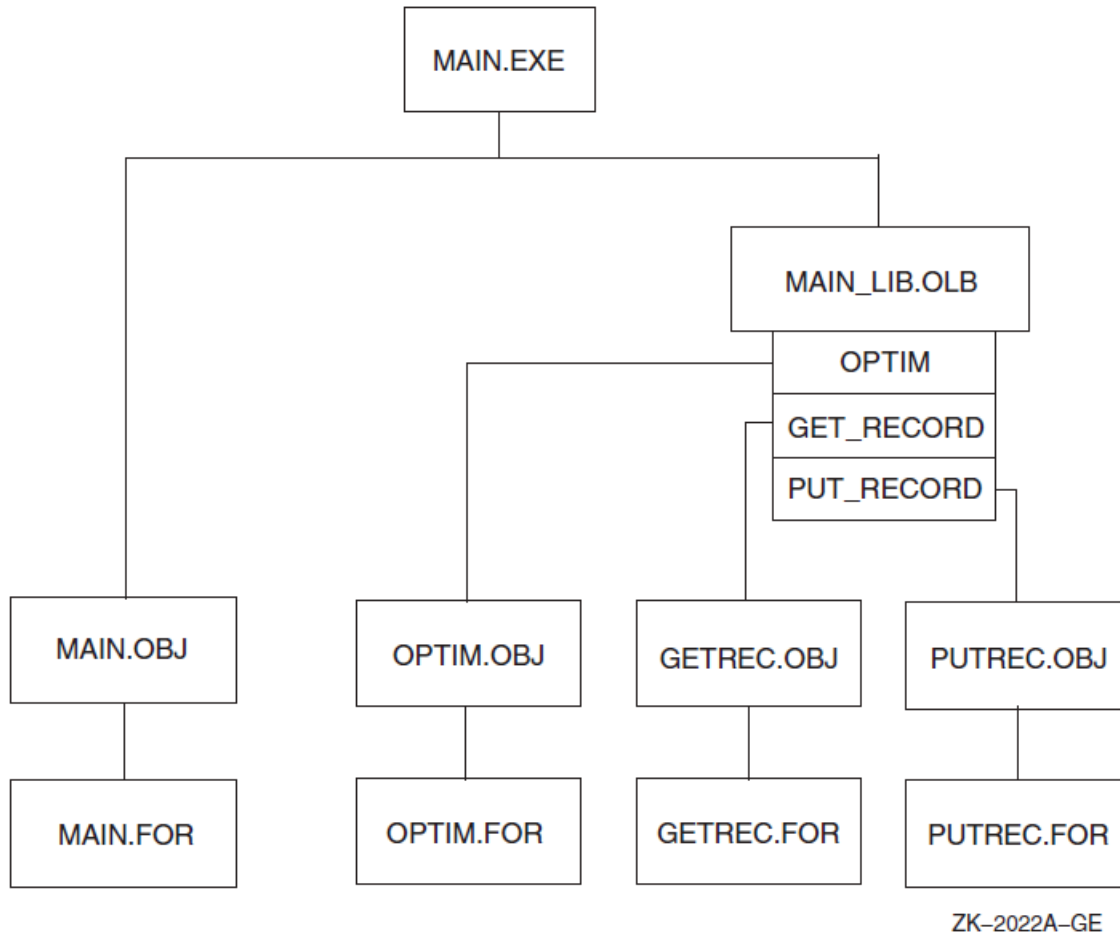 MAIN.EXE
MAIN_LIB.OLB
OPTIM
GET_RECORD
PUT_RECORD
MAIN.OBJ
OPTIM.OBJ
GETREC.OBJ
PUTREC.OBJ
MAIN.FOR
OPTIM.FOR
GETREC.FOR
PUTREC.FOR
ZK–2022A–GE